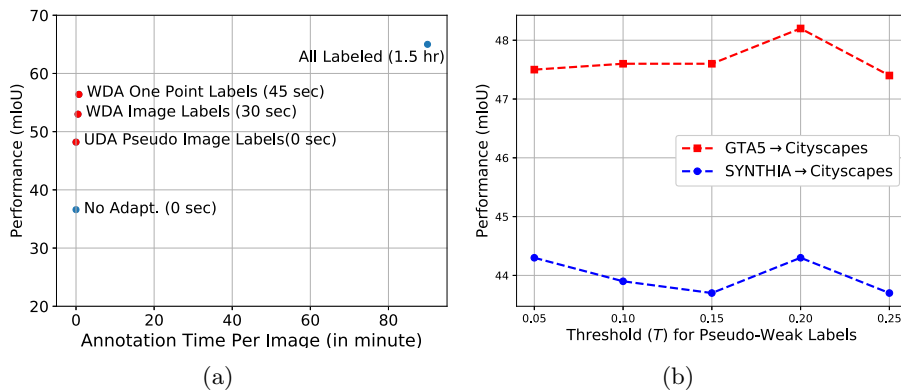 70
60
50
40
30
20
Performance (mIoU)
All Labeled (1.5 hr)
WDA One Point Labels (45 sec)
WDA Image Labels (30 sec)
UDA Pseudo Image Labels(0 sec)
No Adapt. (0 sec)
0 20 40 60 80
Annotation Time Per Image (in minute)
(a)
48
47
46
45
44
Performance (mIoU)
GTA5→Cityscapes
SYNTHIA→Cityscapes
0.05 0.10 0.15 0.20 0.25
Threshold (T) for Pseudo-Weak Labels
(b)